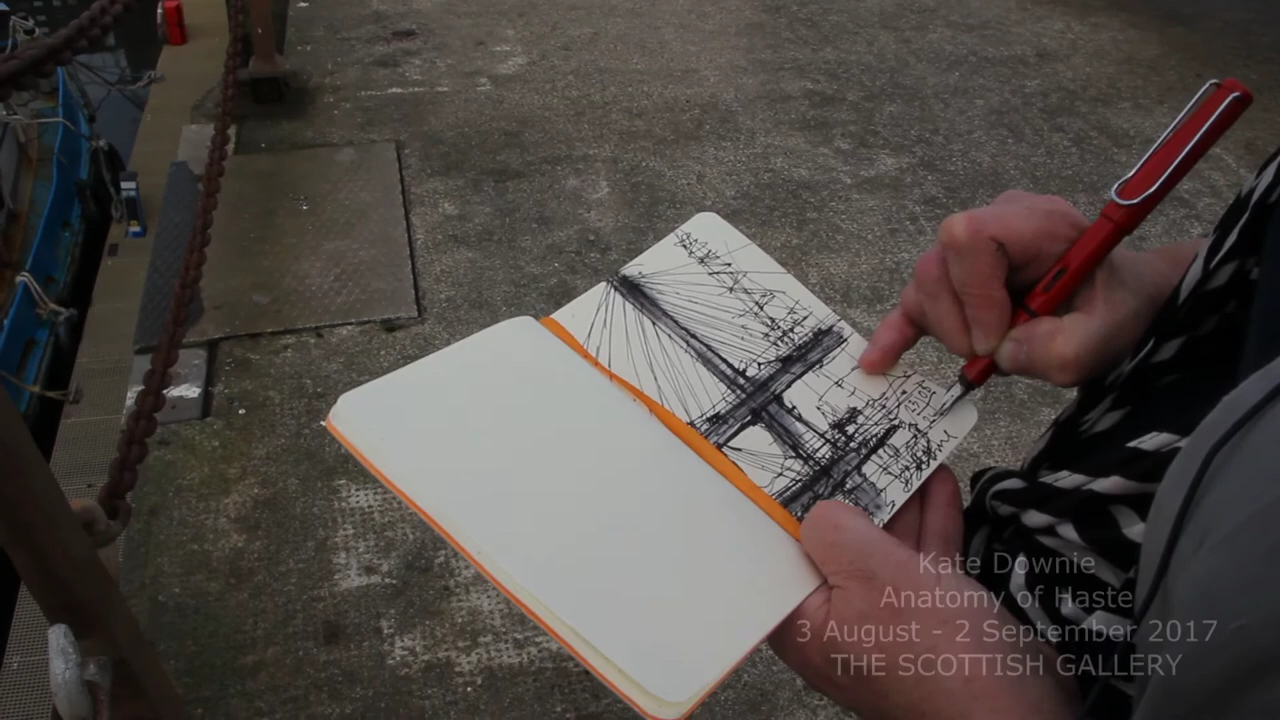 Kate Downie
Anatomy of Haste
3 August - 2 September 2017
THE SCOTTISH GALLERY